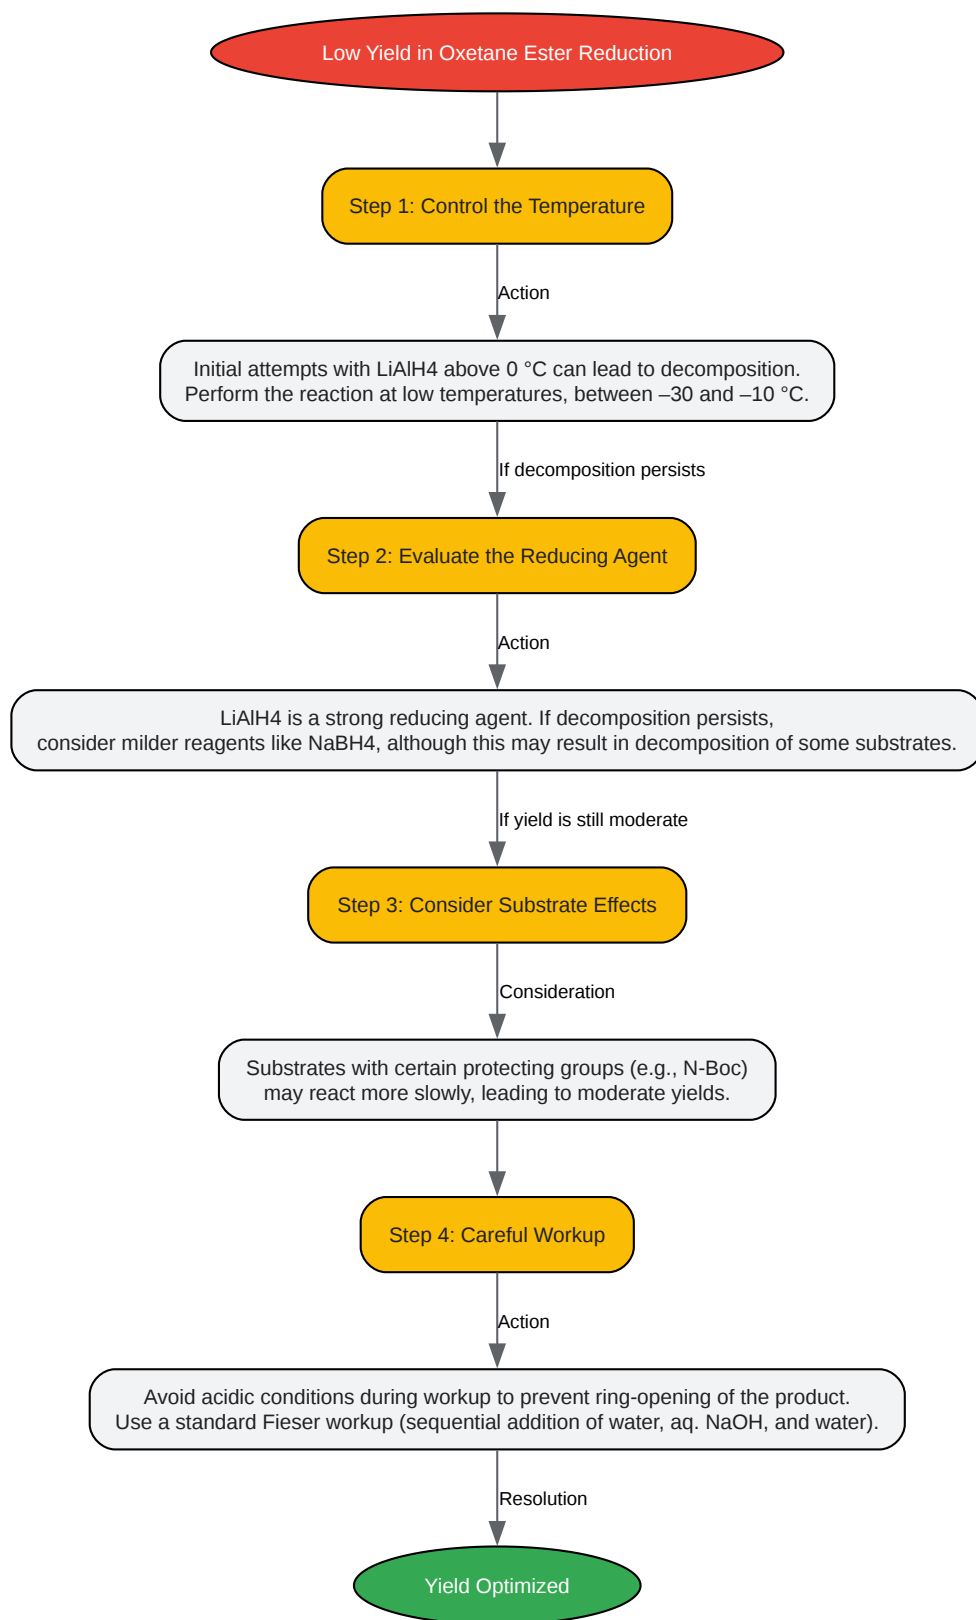 Low Yield in Oxetane Ester Reduction
Step 1: Control the Temperature
Action
Initial attempts with LiAlH4 above 0 °C can lead to decomposition.
Perform the reaction at low temperatures, between –30 and –10 °C.
If decomposition persists
Step 2: Evaluate the Reducing Agent
Action
LiAlH4 is a strong reducing agent. If decomposition persists,
consider milder reagents like NaBH4, although this may result in decomposition of some substrates.
If yield is still moderate
Step 3: Consider Substrate Effects
Consideration
Substrates with certain protecting groups (e.g., N-Boc)
may react more slowly, leading to moderate yields.
Step 4: Careful Workup
Action
Avoid acidic conditions during workup to prevent ring-opening of the product.
Use a standard Fieser workup (sequential addition of water, aq. NaOH, and water).
Resolution
Yield Optimized